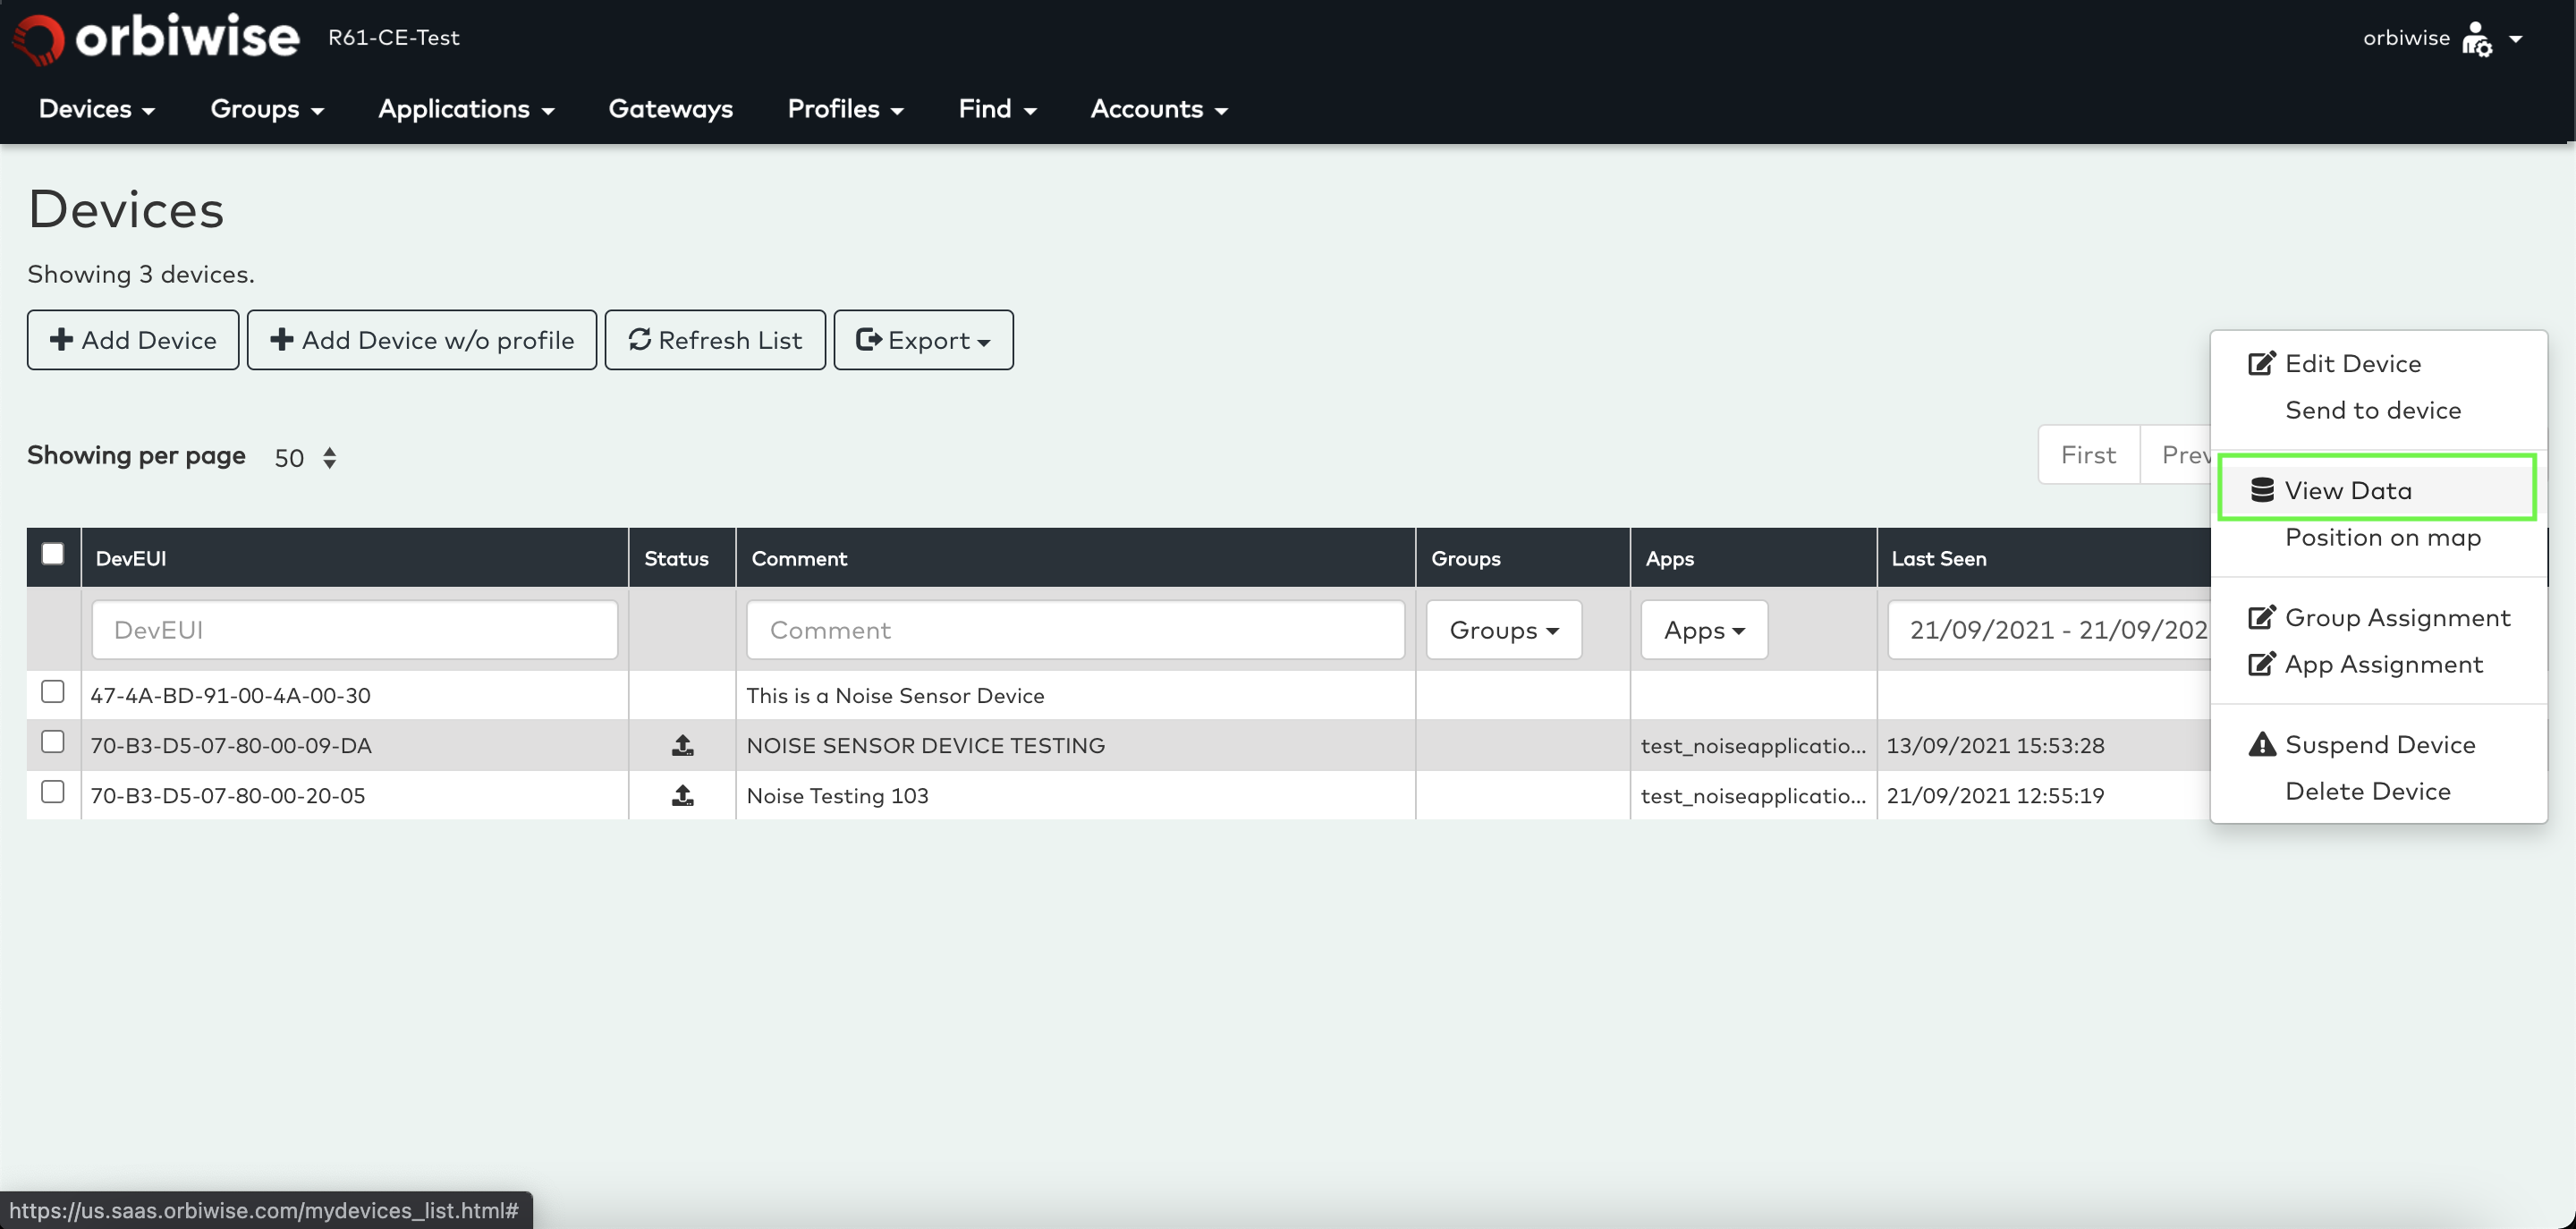 orbiwise R61-CE-Test orbiwise
Devices Groups Applications Gateways Profiles Find Accounts
Devices
Showing 3 devices.
Add Device Add Device w/o profile Refresh List Export
Edit Device
Send to device
Showing per page 50 First Prev
View Data
Position on map
DevEUI Status Comment Groups Apps Last Seen
DevEUI Comment Groups Apps 21/09/2021 - 21/09/202
Group Assignment
App Assignment
47-4A-BD-91-00-4A-00-30 This is a Noise Sensor Device
70-B3-D5-07-80-00-09-DA NOISE SENSOR DEVICE TESTING test_noiseapplicatio... 13/09/2021 15:53:28
Suspend Device
70-B3-D5-07-80-00-20-05 Noise Testing 103 test_noiseapplicatio... 21/09/2021 12:55:19
Delete Device
https://us.saas.orbiwise.com/mydevices_list.html#